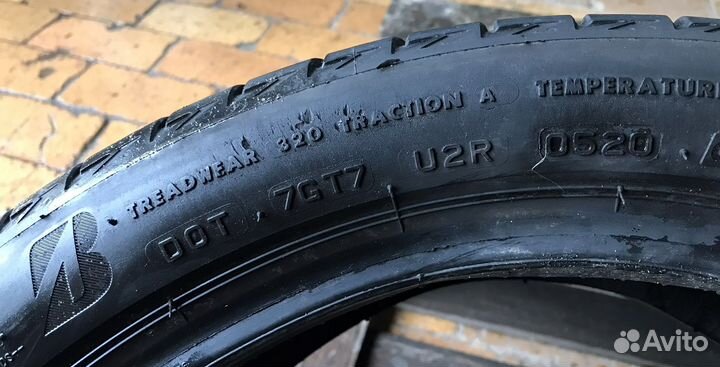 TREADWEAR 320 TRACTION A TEMPERATURE
DOT 7GT7 U2R 0520
B
Avito